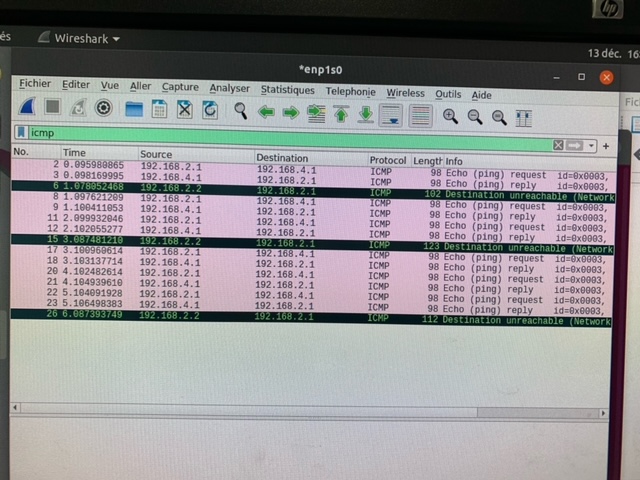 hp
és Wireshark
13 déc. 16
*enp1s0
Fichier Editer Vue Aller Capture Analyser Statistiques Telephonie Wireless Outils Aide
Fic
icmp
No. Time Source Destination Protocol Length Info
2 0.095980865 192.168.2.1 192.168.4.1 ICMP 98 Echo (ping) request id=0x0003,
3 0.098169995 192.168.4.1 192.168.2.1 ICMP 98 Echo (ping) reply id=0x0003,
6 1.078052468 192.168.2.2 192.168.2.1 ICMP 102 Destination unreachable (Network
8 1.097621209 192.168.2.1 192.168.4.1 ICMP 98 Echo (ping) request id=0x0003,
9 1.100411053 192.168.4.1 192.168.2.1 ICMP 98 Echo (ping) reply id=0x0003,
11 2.099932046 192.168.2.1 192.168.4.1 ICMP 98 Echo (ping) request id=0x0003,
12 2.102055277 192.168.4.1 192.168.2.1 ICMP 98 Echo (ping) reply id=0x0003,
15 3.087481210 192.168.2.2 192.168.2.1 ICMP 123 Destination unreachable (Network
17 3.100960614 192.168.2.1 192.168.4.1 ICMP 98 Echo (ping) request id=0x0003,
18 3.103137714 192.168.4.1 192.168.2.1 ICMP 98 Echo (ping) reply id=0x0003,
20 4.102482614 192.168.2.1 192.168.4.1 ICMP 98 Echo (ping) request id=0x0003,
21 4.104939610 192.168.4.1 192.168.2.1 ICMP 98 Echo (ping) reply id=0x0003,
22 5.104091928 192.168.2.1 192.168.4.1 ICMP 98 Echo (ping) request id=0x0003,
23 5.106498383 192.168.4.1 192.168.2.1 ICMP 98 Echo (ping) reply id=0x0003,
26 6.087393749 192.168.2.2 192.168.2.1 ICMP 112 Destination unreachable (Network